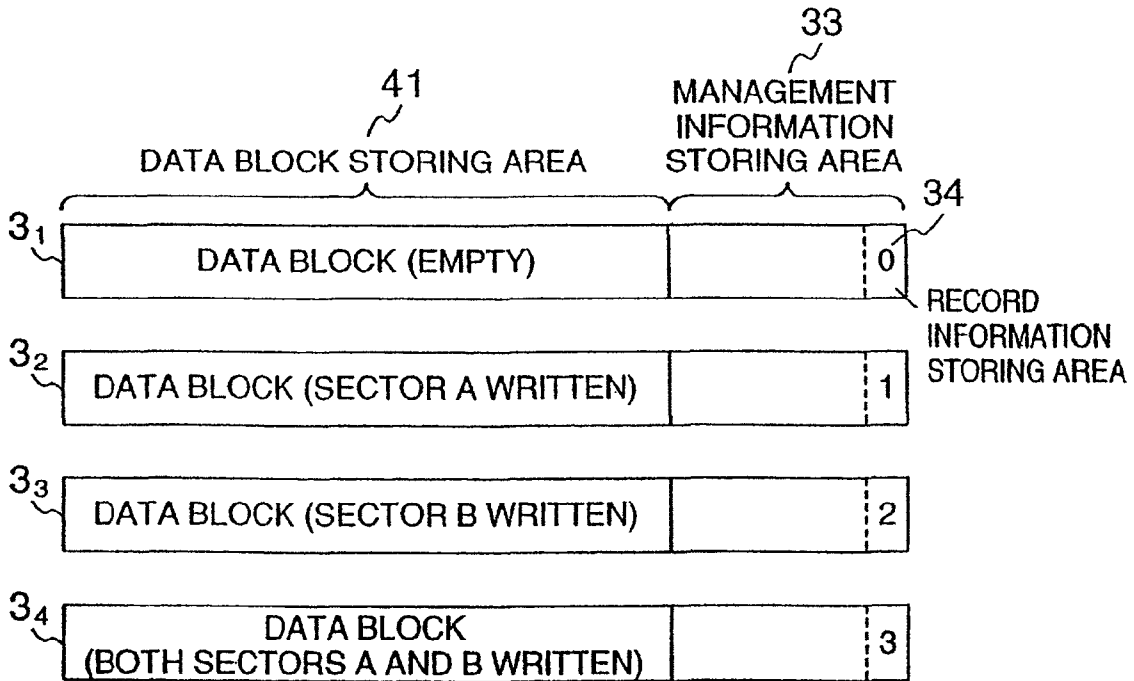 33
41
MANAGEMENT
INFORMATION
STORING AREA
DATA BLOCK STORING AREA
34
3₁
DATA BLOCK (EMPTY)
0
RECORD
INFORMATION
STORING AREA
3₂
DATA BLOCK (SECTOR A WRITTEN)
1
3₃
DATA BLOCK (SECTOR B WRITTEN)
2
3₄
DATA BLOCK
(BOTH SECTORS A AND B WRITTEN)
3